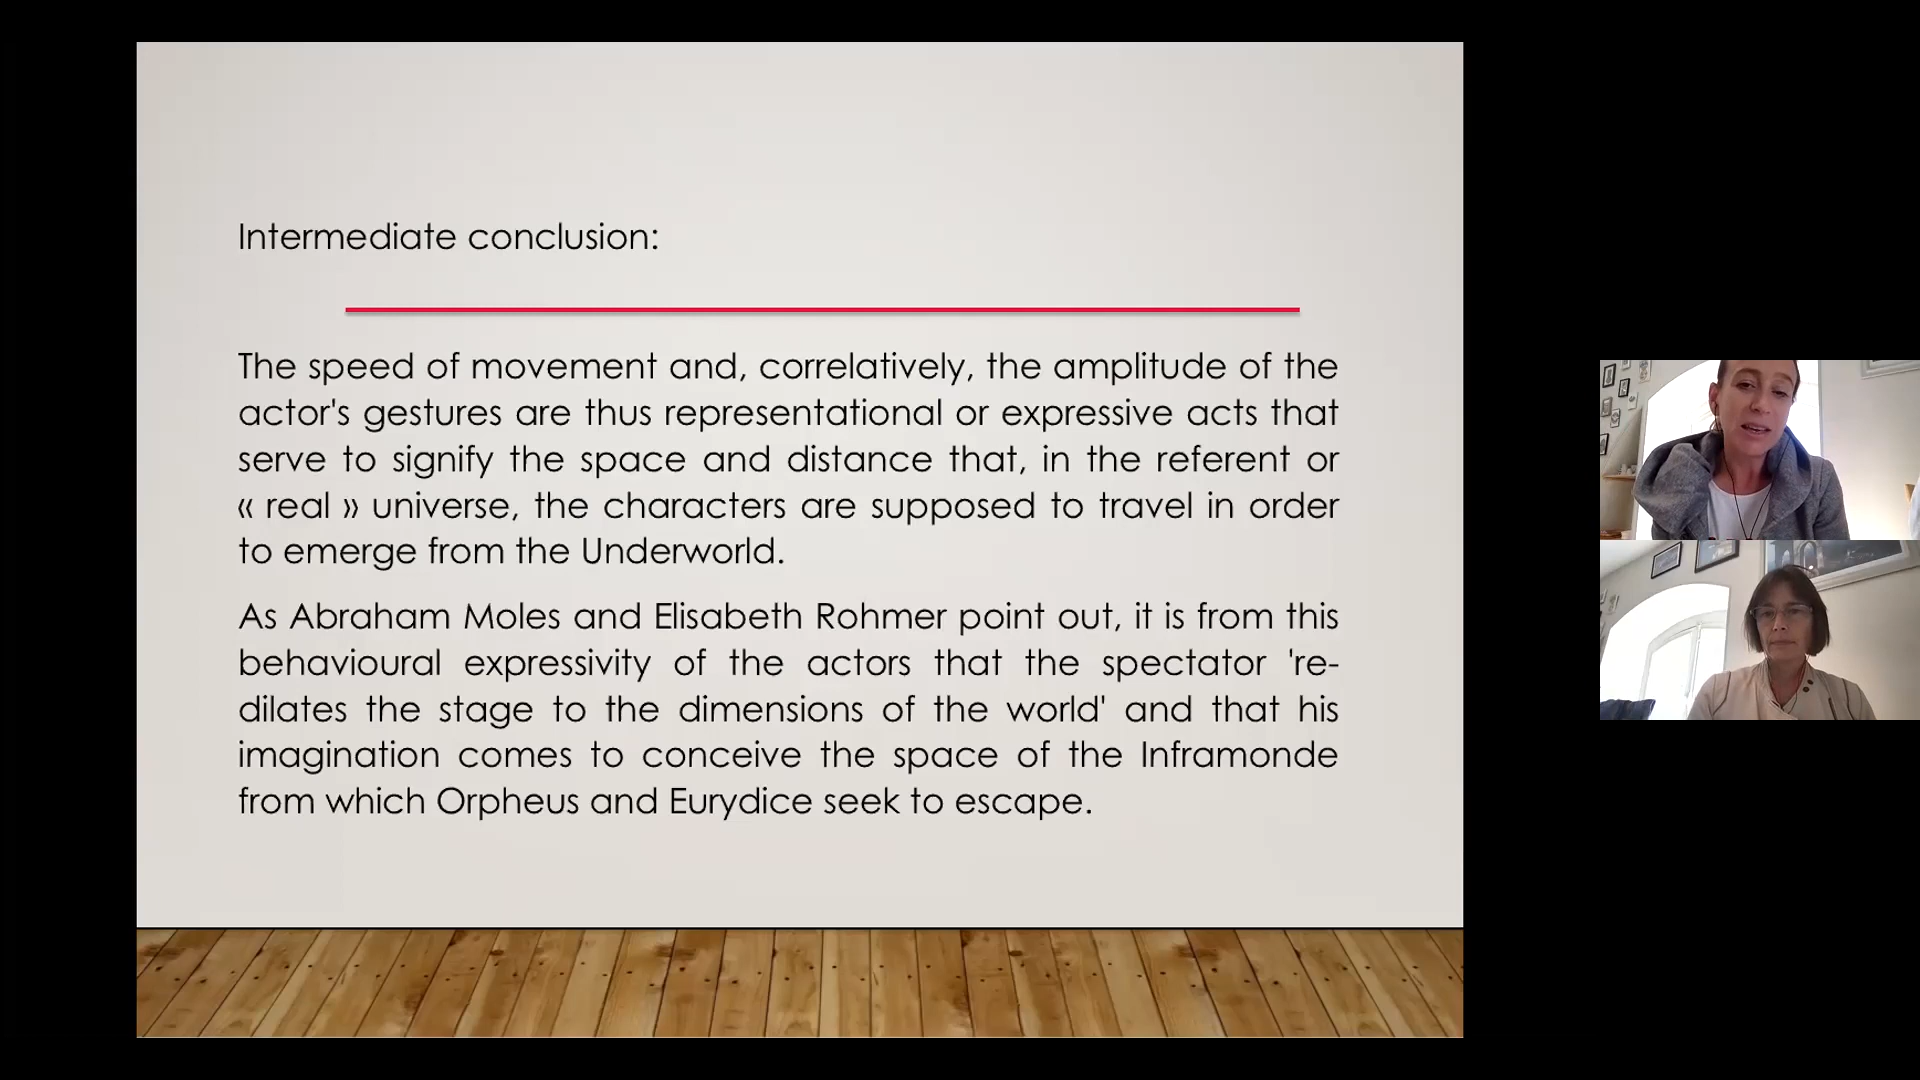 Intermediate conclusion:
The speed of movement and, correlatively, the amplitude of the
actor's gestures are thus representational or expressive acts that
serve to signify the space and distance that, in the referent or
« real » universe, the characters are supposed to travel in order
to emerge from the Underworld.
As Abraham Moles and Elisabeth Rohmer point out, it is from this
behavioural expressivity of the actors that the spectator 're-
dilates the stage to the dimensions of the world' and that his
imagination comes to conceive the space of the Inframonde
from which Orpheus and Eurydice seek to escape.